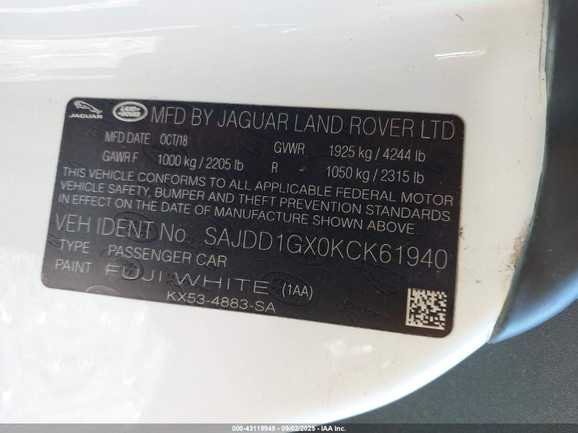 JAGUAR LAND ROVER MFD BY JAGUAR LAND ROVER LTD
MFD DATE OCT/18 GVWR 1925 kg / 4244 lb
GAWR F 1000 kg / 2205 lb R - 1050 kg / 2315 lb
THIS VEHICLE CONFORMS TO ALL APPLICABLE FEDERAL MOTOR
VEHICLE SAFETY, BUMPER AND THEFT PREVENTION STANDARDS
IN EFFECT ON THE DATE OF MANUFACTURE SHOWN ABOVE.
VEH IDENT No. SAJDD1GX0KCK61940
TYPE PASSENGER CAR
PAINT FUJI WHITE (1AA)
KX53-4883-SA
000-43119948 - 09/02/2025 - IAA Inc.